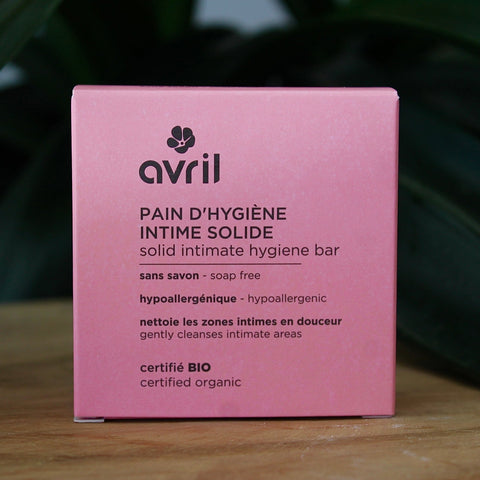 avril
PAIN D'HYGIÈNE
INTIME SOLIDE
solid intimate hygiene bar
sans savon - soap free
hypoallergénique - hypoallergenic
nettoie les zones intimes en douceur
gently cleanses intimate areas
certifié BIO
certified organic